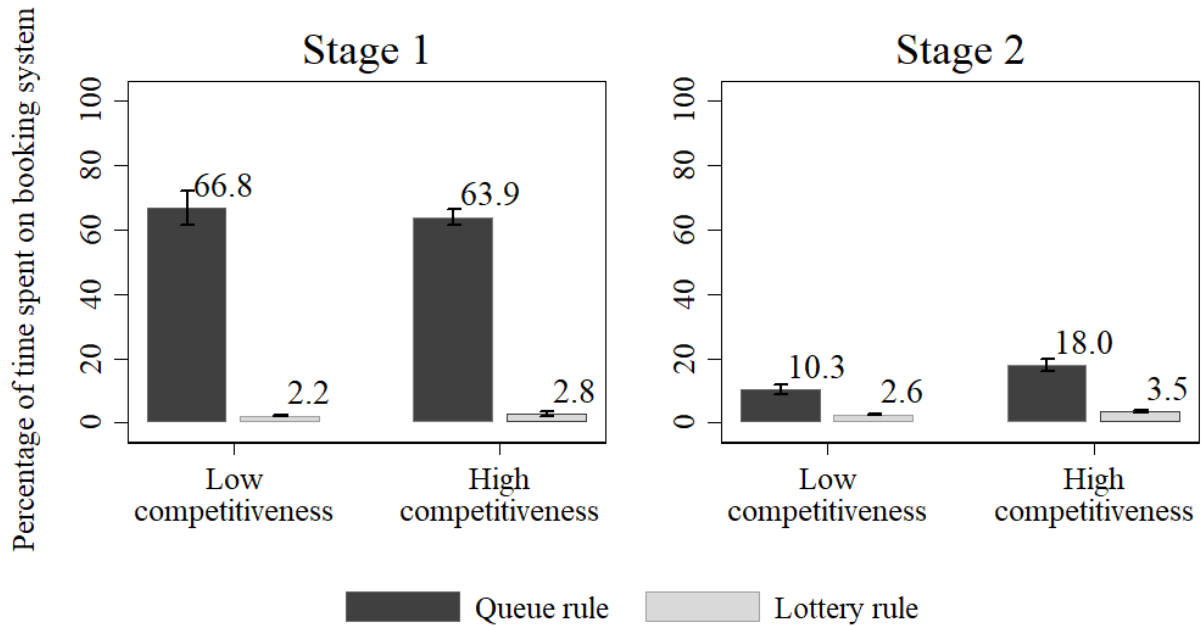 Percentage of time spent on booking system
Stage 1
100
80
60
40
20
0
66.8
2.2
63.9
2.8
Low
competitiveness
High
competitiveness
Stage 2
100
80
60
40
20
0
10.3
2.6
18.0
3.5
Low
competitiveness
High
competitiveness
Queue rule
Lottery rule